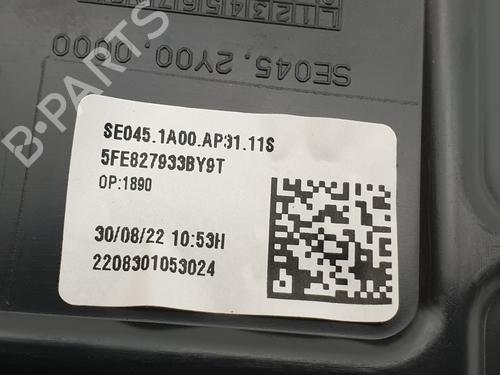 SE045.2Y00.0000
B-PARTS
SE045.1A00.AP31.11S
5FE827933BY9T
OP:1890
30/08/22 10:53H
2208301053024